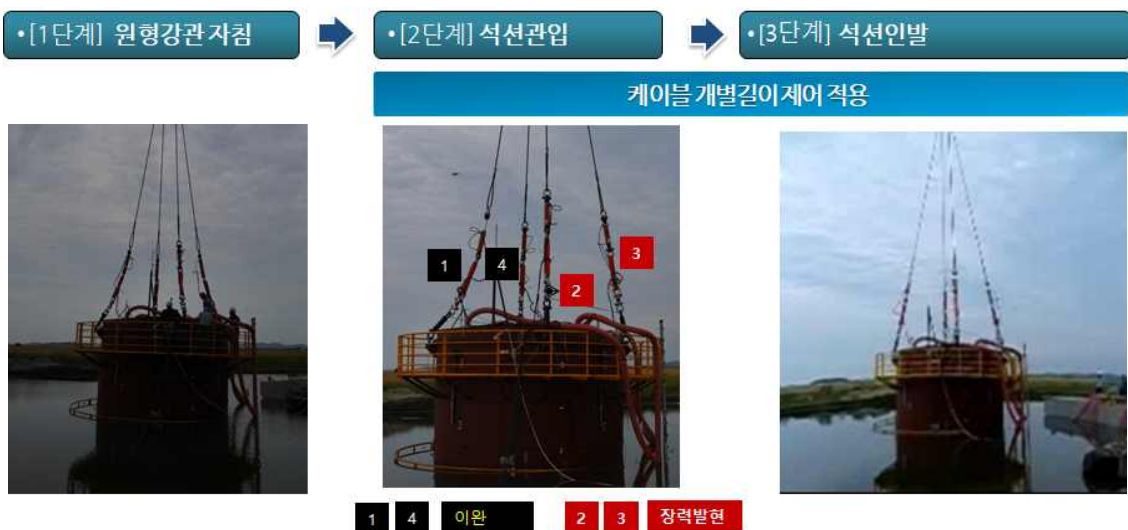 •[1단계] 원형강관 자침
•[2단계] 석션관입
•[3단계] 석션인발
케이블 개별길이 제어 적용
1
4
2
3
1 4 이완 2 3 장력발현